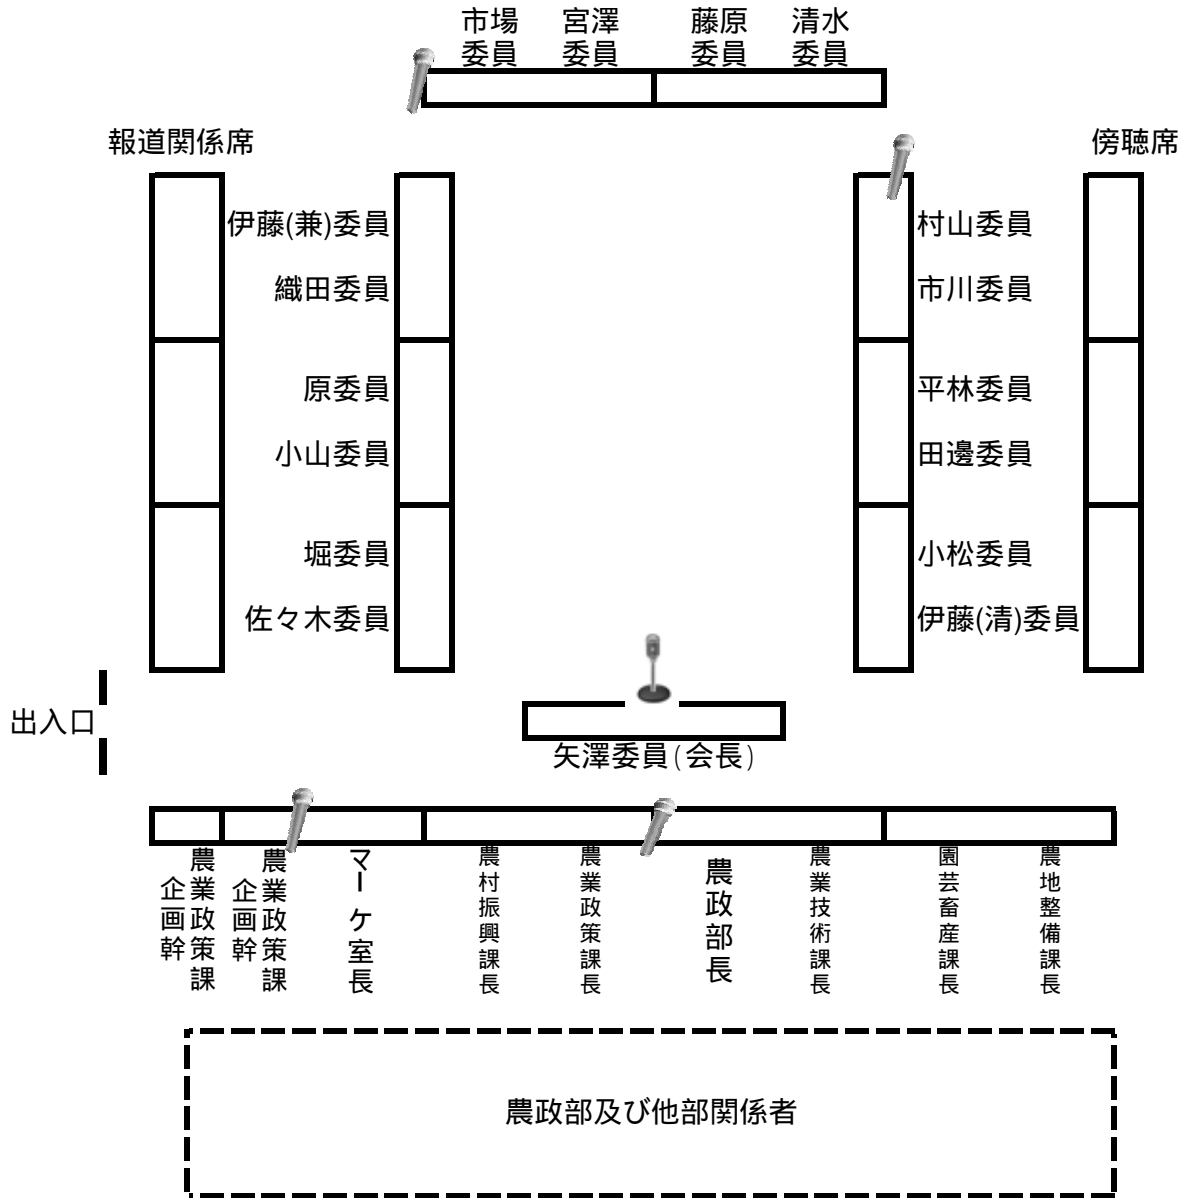 市場委員
宮澤委員
藤原委員
清水委員
報道関係席
傍聴席
伊藤(兼)委員
織田委員
原委員
小山委員
堀委員
佐々木委員
村山委員
市川委員
平林委員
田邊委員
小松委員
伊藤(清)委員
出入口
矢澤委員(会長)
農業政策課
企画幹
農業政策課
企画幹
マーケ室長
農村振興課長
農業政策課長
農政部長
農業技術課長
園芸畜産課長
農地整備課長
農政部及び他部関係者